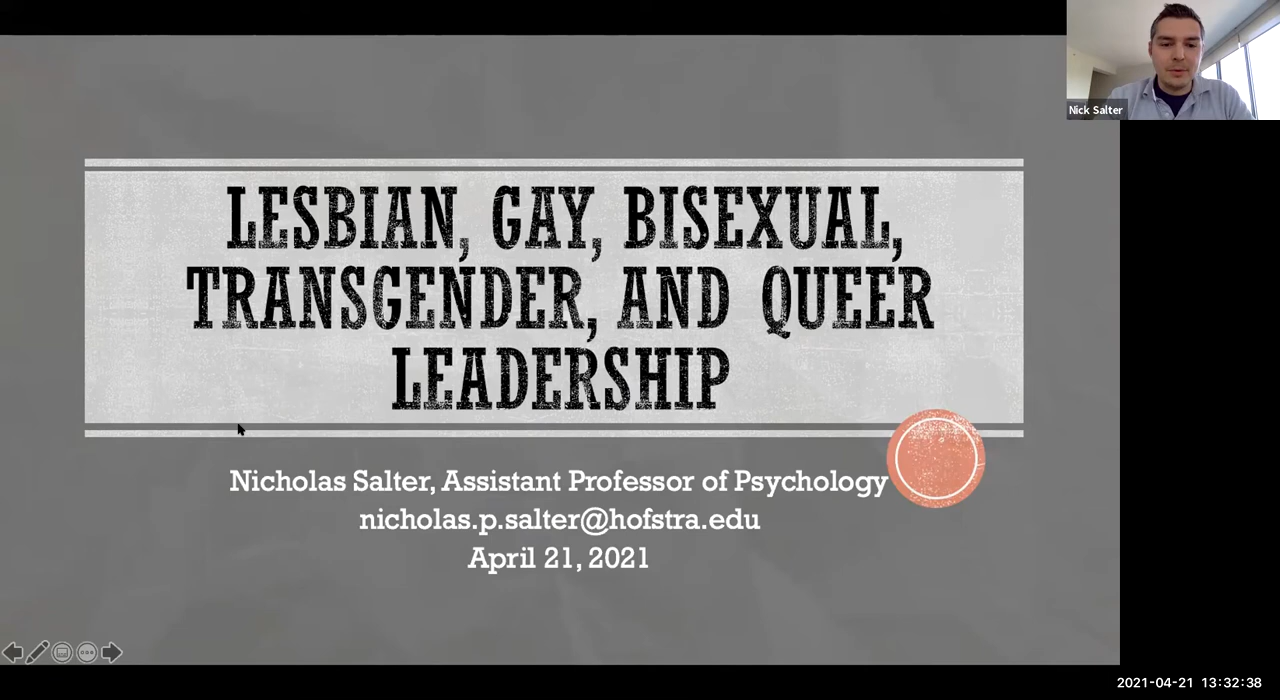 Nick Salter
LESBIAN, GAY, BISEXUAL,
TRANSGENDER, AND QUEER
LEADERSHIP
Nicholas Salter, Assistant Professor of Psychology
nicholas.p.salter@hofstra.edu
April 21, 2021
2021-04-21 13:32:38